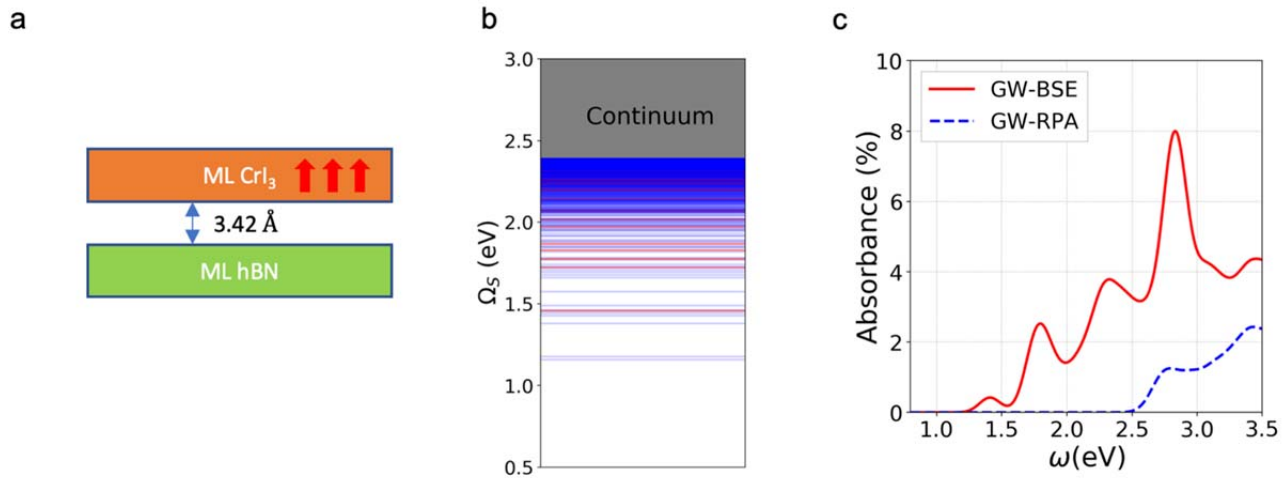 a
ML CrI₃
3.42 Å
ML hBN
b
Ω_S (eV)
3.0
2.5
2.0
1.5
1.0
0.5
Continuum
c
Absorbance (%)
10
8
6
4
2
0
GW-BSE
GW-RPA
1.0 1.5 2.0 2.5 3.0 3.5
ω(eV)